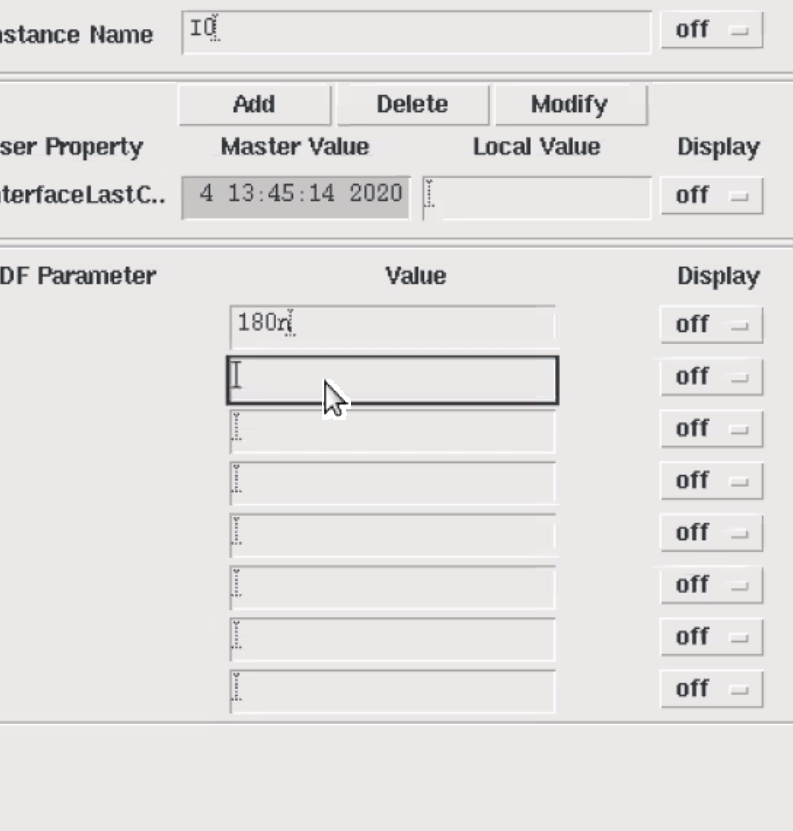 nstance Name I0 off
Add Delete Modify
ser Property Master Value Local Value Display
nterfaceLastC.. 4 13:45:14 2020 off
DF Parameter Value Display
180n off
off
off
off
off
off
off
off